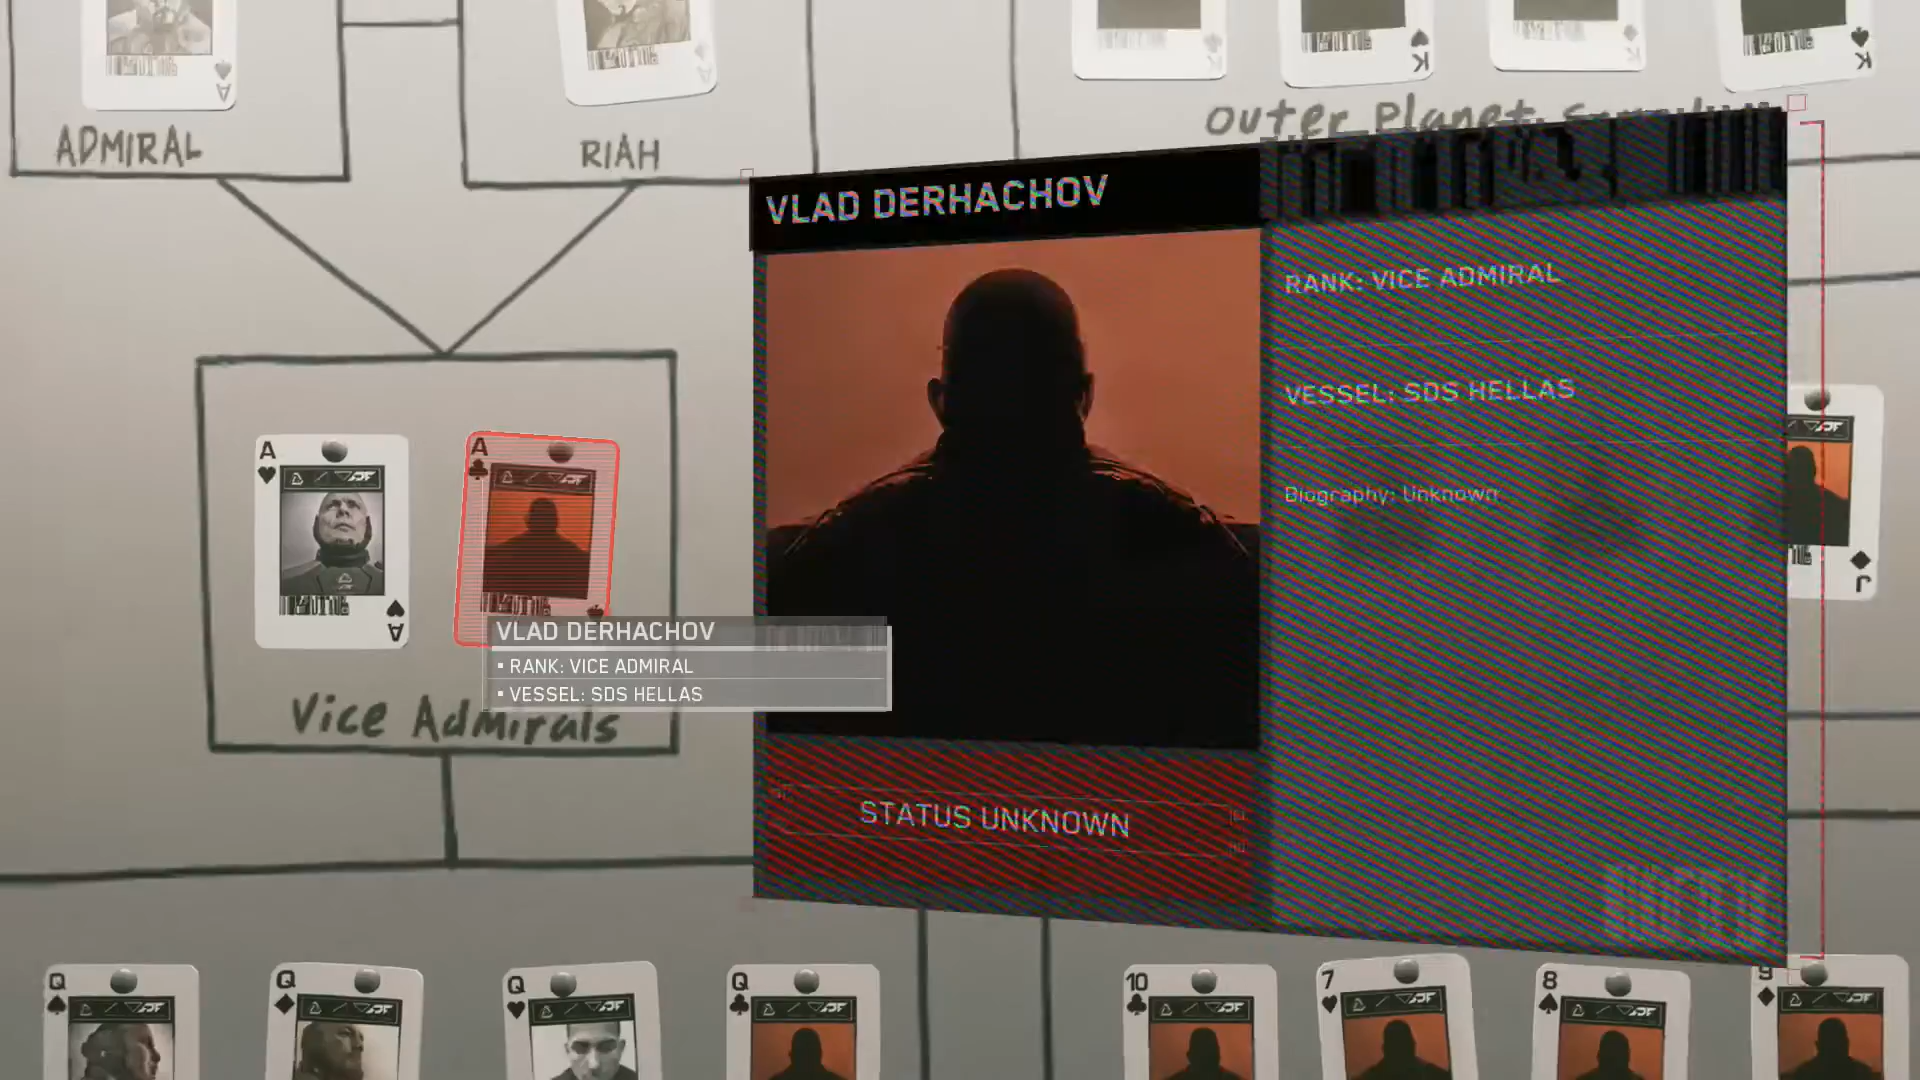 K
K
K
K
A
A
ADMIRAL
RIAH
Outer Planet
VLAD DERHACHOV
RANK: VICE ADMIRAL
VESSEL: SDS HELLAS
Biography: Unknown
A
A
A
J
VLAD DERHACHOV
▪ RANK: VICE ADMIRAL
▪ VESSEL: SDS HELLAS
Vice Admirals
STATUS UNKNOWN
Q
Q
Q
Q
10
7
8
9